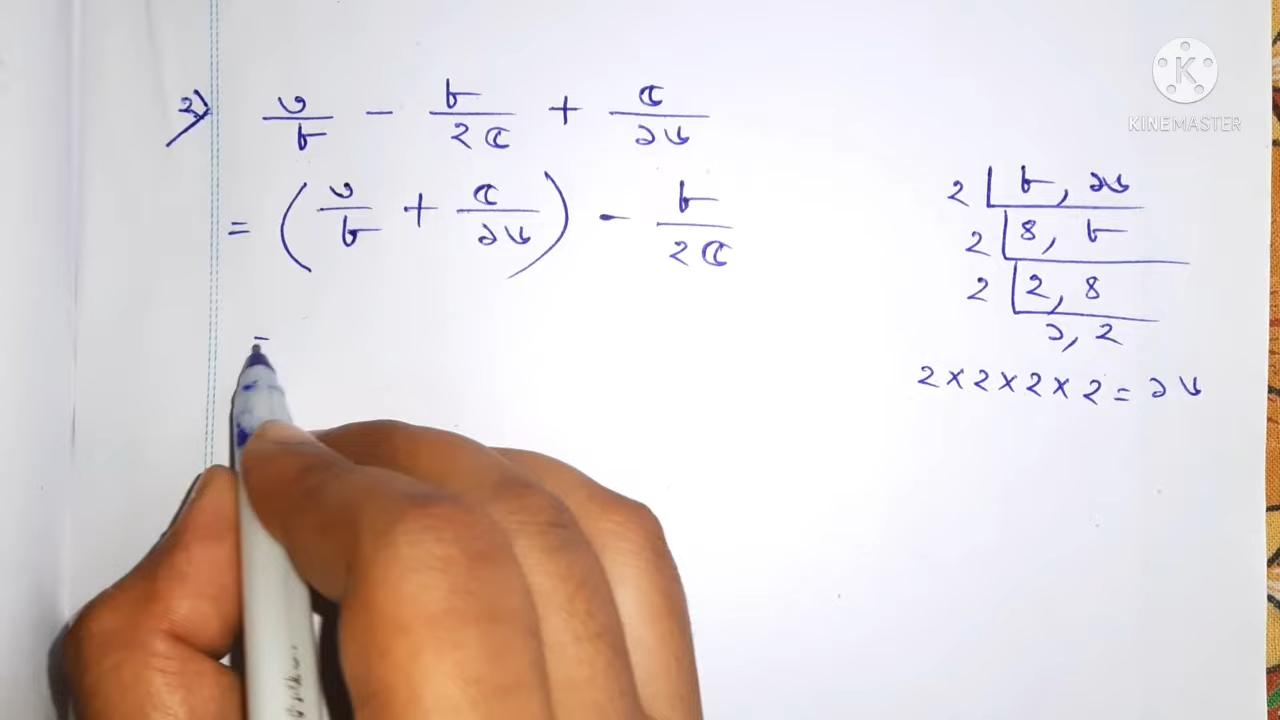 ২) ৩/৮ - ৮/২৫ + ৫/১৬
= (৩/৮ + ৫/১৬) - ৮/২৫
-
২ | ৮, ১৬
২ | ৪, ৮
২ | ২, ৪
১, ২
২×২×২×২ = ১৬
KINEMASTER